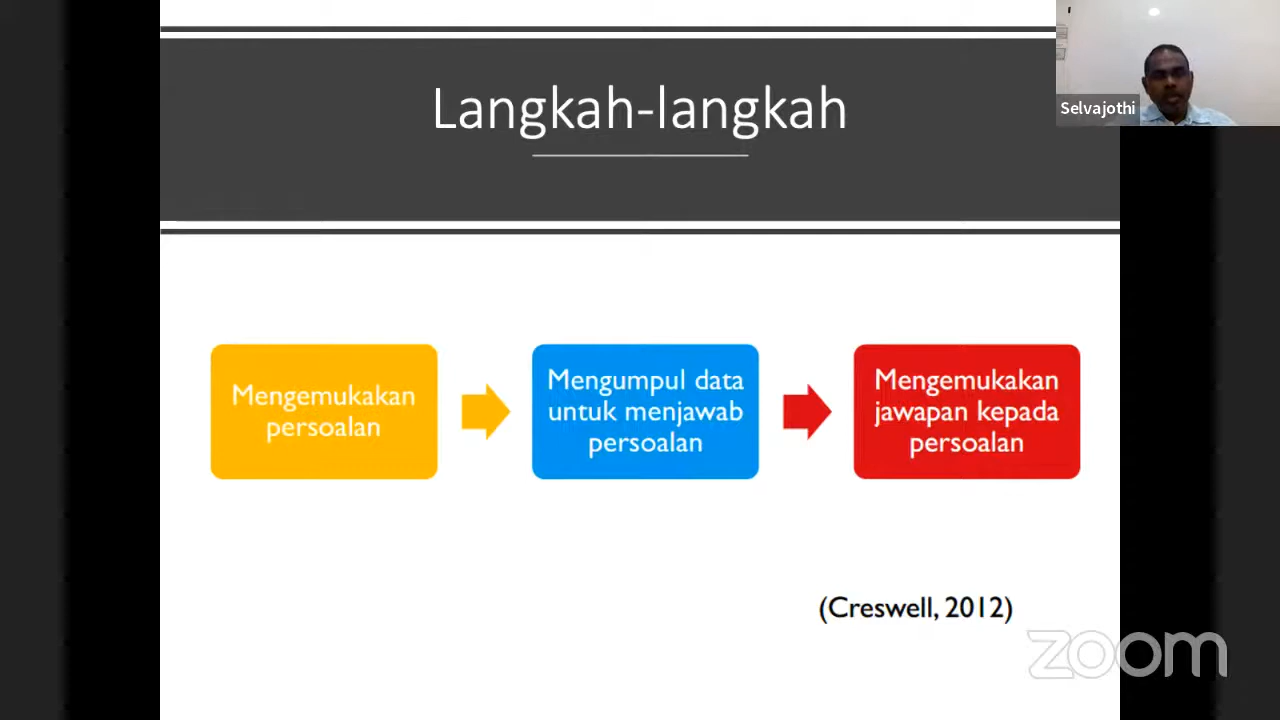 Langkah-langkah
Selvajothi
Mengemukakan
persoalan
Mengumpul data
untuk menjawab
persoalan
Mengemukakan
jawapan kepada
persoalan
(Creswell, 2012)
zoom